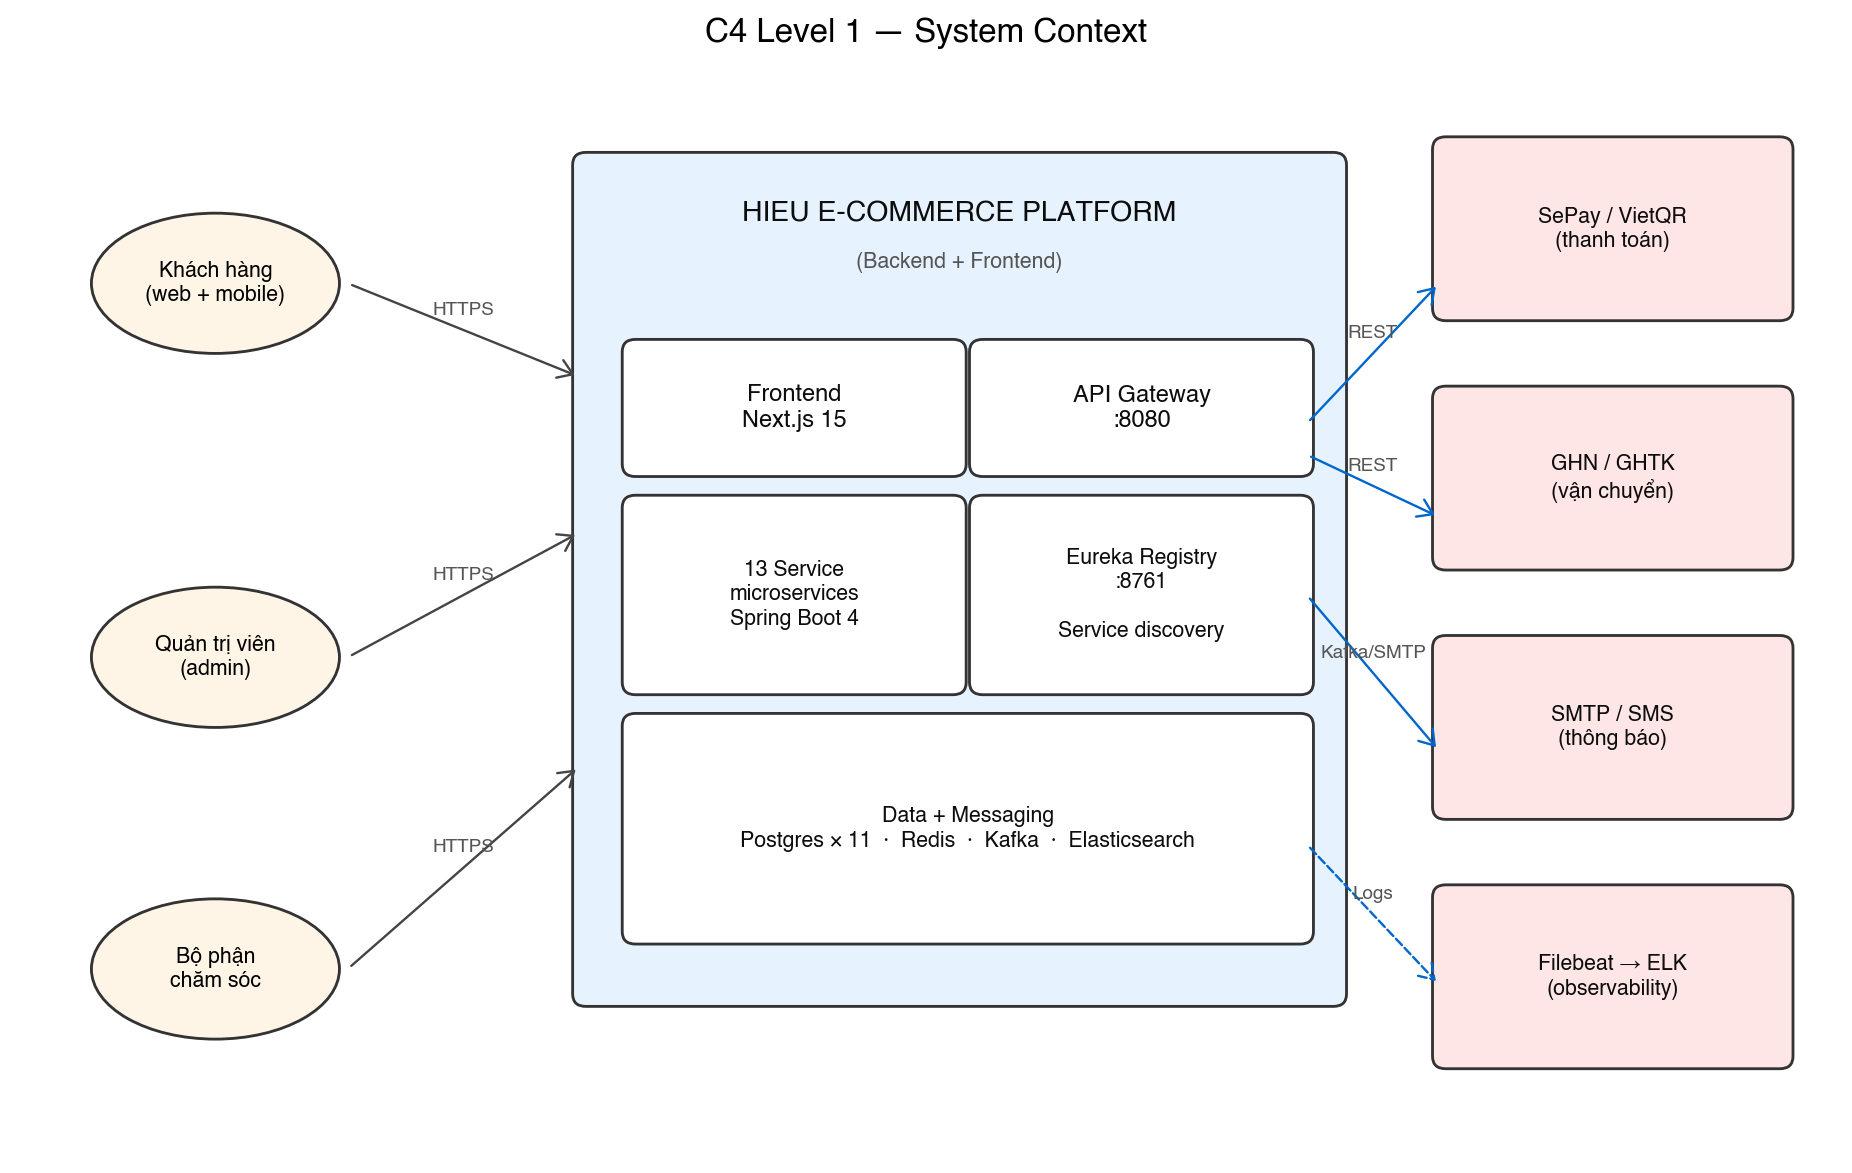 C4 Level 1 — System Context
Khách hàng
(web + mobile)
HTTPS
Quản trị viên
(admin)
HTTPS
Bộ phận
chăm sóc
HTTPS
HIEU E-COMMERCE PLATFORM
(Backend + Frontend)
Frontend
Next.js 15
API Gateway
:8080
13 Service
microservices
Spring Boot 4
Eureka Registry
:8761
Service discovery
Data + Messaging
Postgres × 11 · Redis · Kafka · Elasticsearch
REST
SePay / VietQR
(thanh toán)
REST
GHN / GHTK
(vận chuyển)
Kafka/SMTP
SMTP / SMS
(thông báo)
Logs
Filebeat → ELK
(observability)